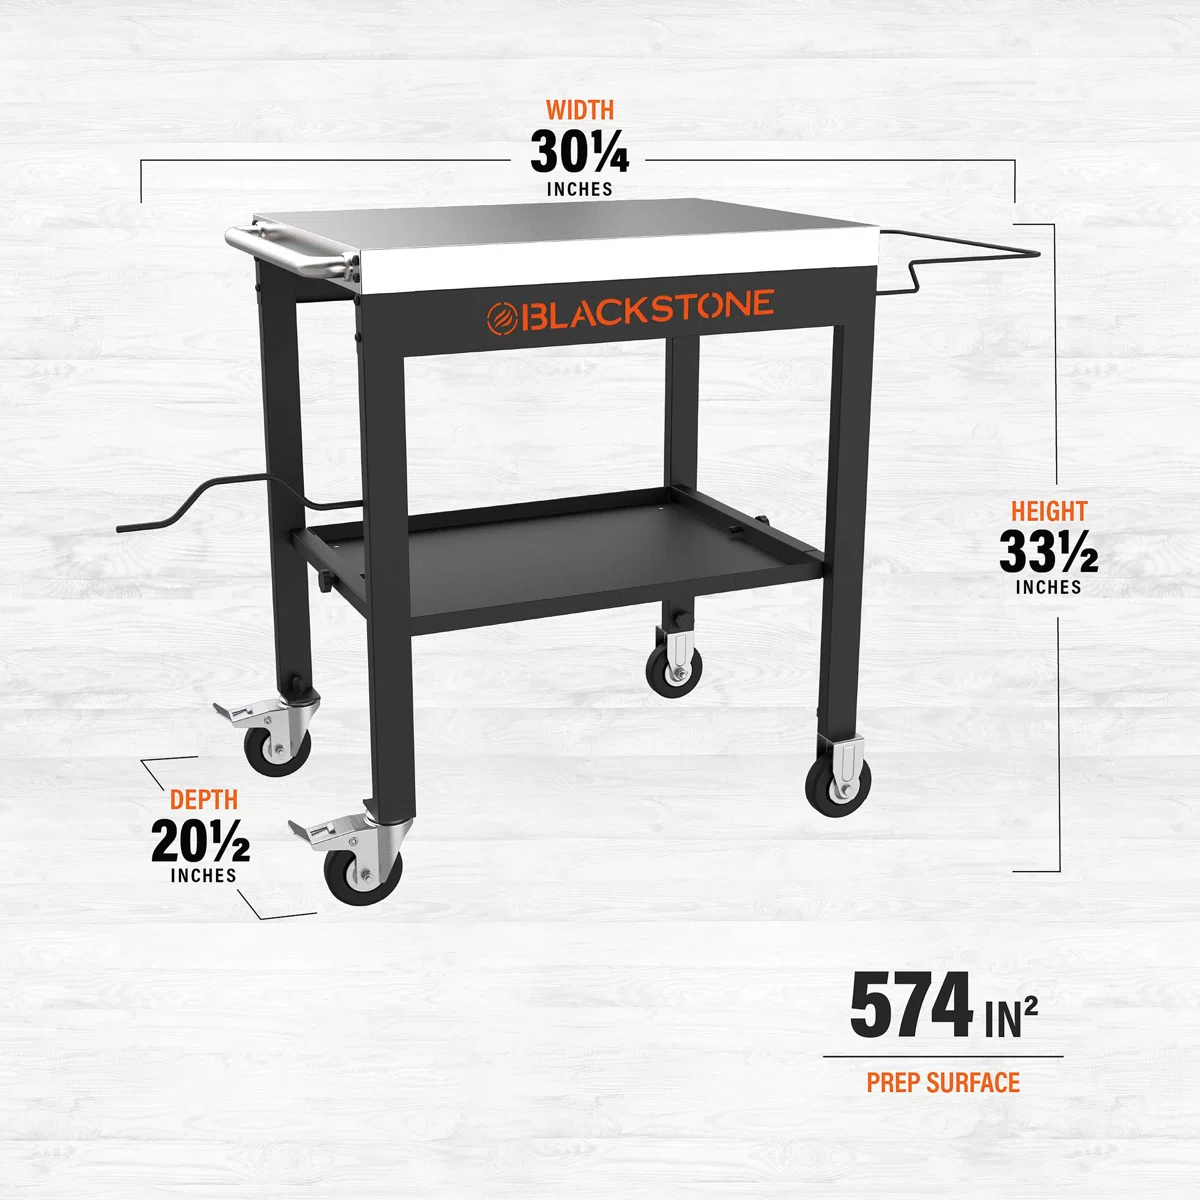 WIDTH
30¼
INCHES
BLACKSTONE
HEIGHT
33½
INCHES
DEPTH
20½
INCHES
574 IN²
PREP SURFACE